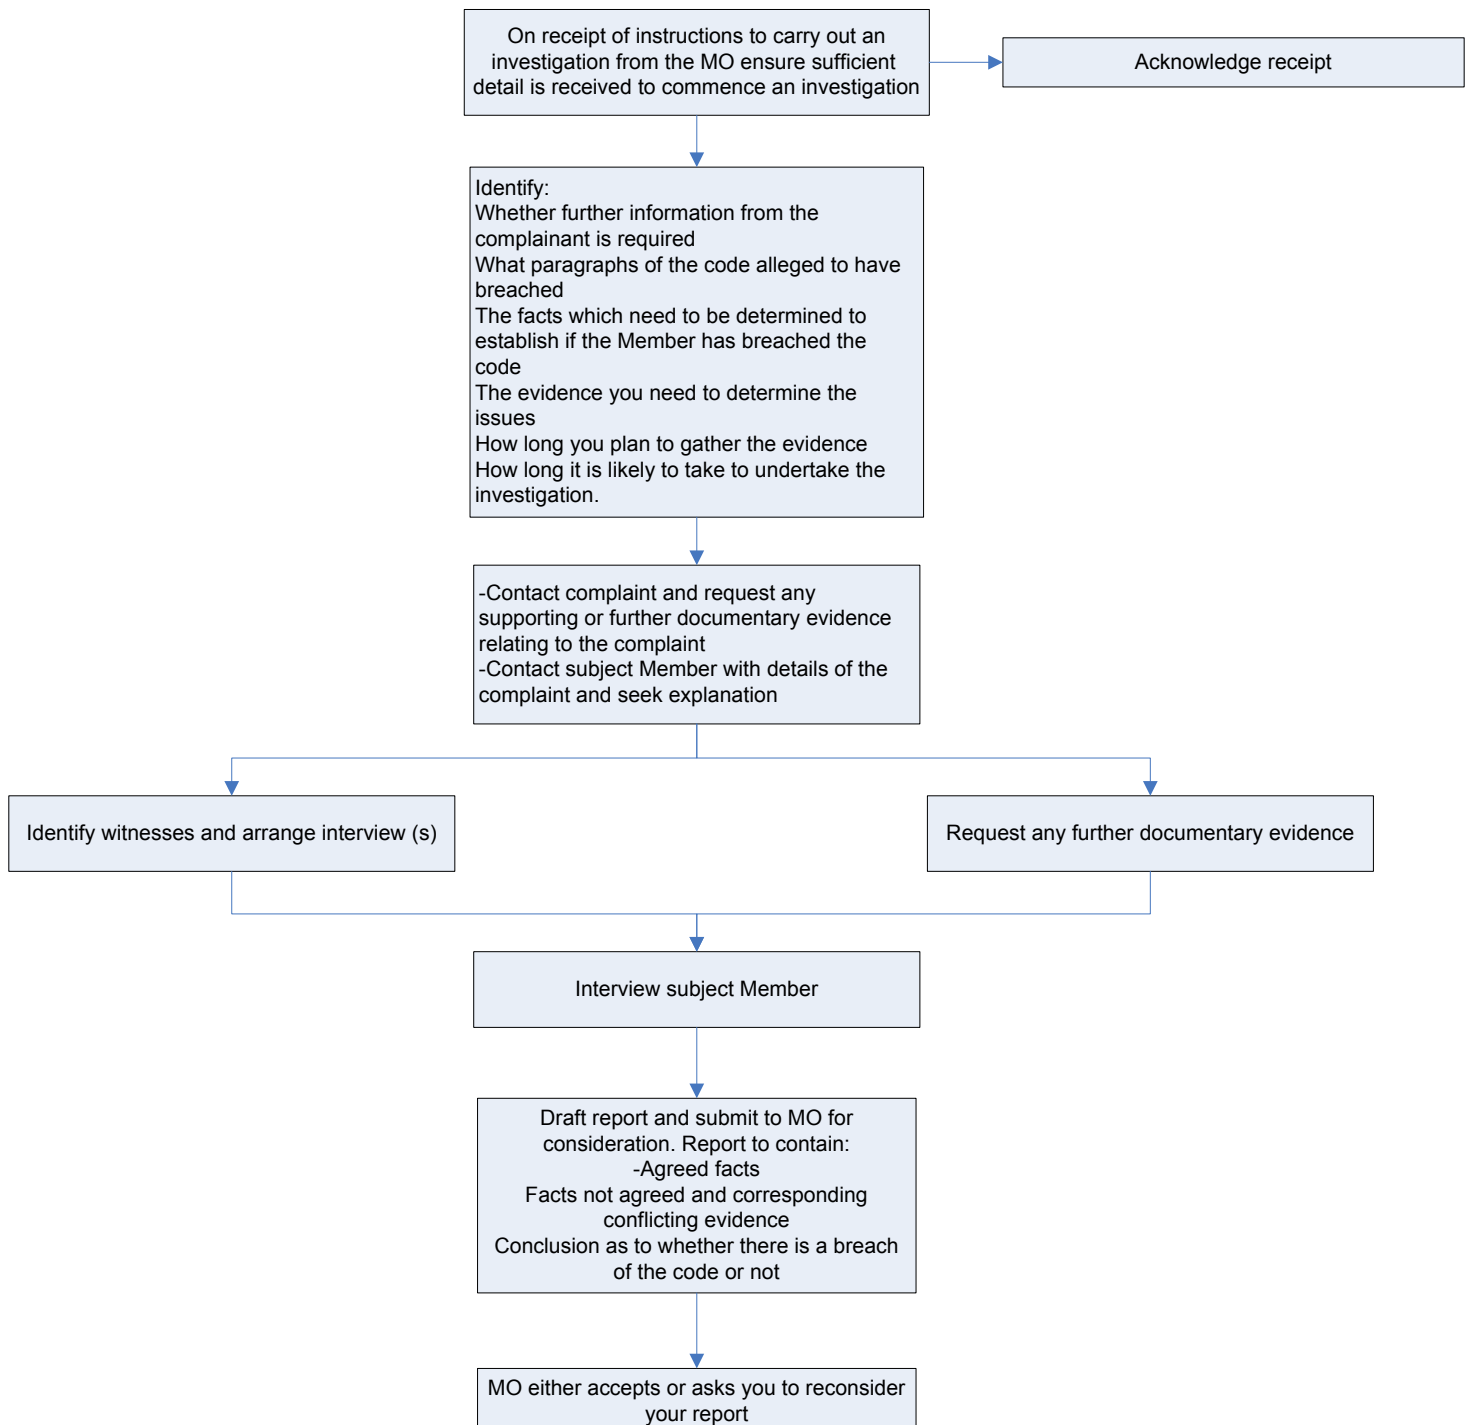 On receipt of instructions to carry out an
investigation from the MO ensure sufficient
detail is received to commence an investigation
Acknowledge receipt
Identify:
Whether further information from the
complainant is required
What paragraphs of the code alleged to have
breached
The facts which need to be determined to
establish if the Member has breached the
code
The evidence you need to determine the
issues
How long you plan to gather the evidence
How long it is likely to take to undertake the
investigation.
-Contact complaint and request any
supporting or further documentary evidence
relating to the complaint
-Contact subject Member with details of the
complaint and seek explanation
Identify witnesses and arrange interview (s)
Request any further documentary evidence
Interview subject Member
Draft report and submit to MO for
consideration. Report to contain:
-Agreed facts
Facts not agreed and corresponding
conflicting evidence
Conclusion as to whether there is a breach
of the code or not
MO either accepts or asks you to reconsider
your report